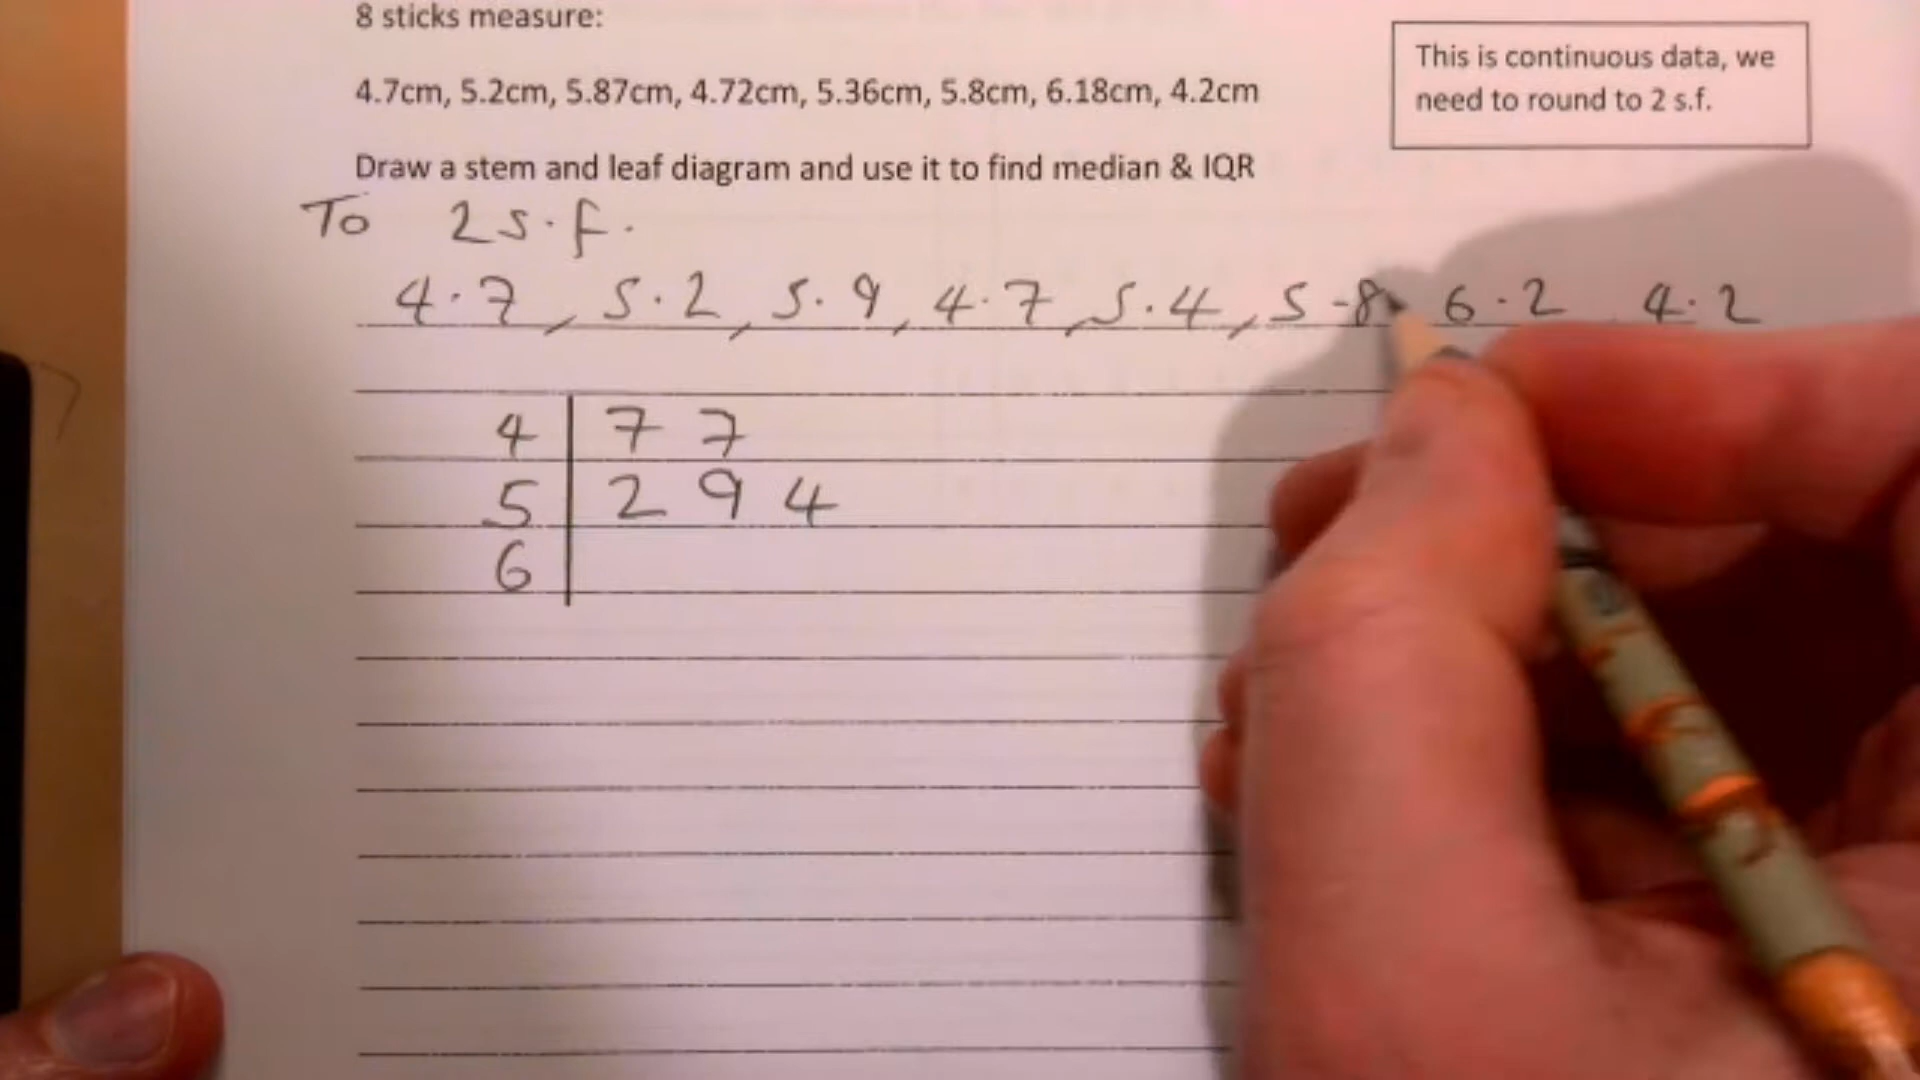 8 sticks measure:
This is continuous data, we
need to round to 2 s.f.
4.7cm, 5.2cm, 5.87cm, 4.72cm, 5.36cm, 5.8cm, 6.18cm, 4.2cm
Draw a stem and leaf diagram and use it to find median & IQR
To 2 s.f.
4.7, 5.2, 5.9, 4.7, 5.4, 5.8, 6.2 4.2
4 | 7 7
5 | 2 9 4
6 |